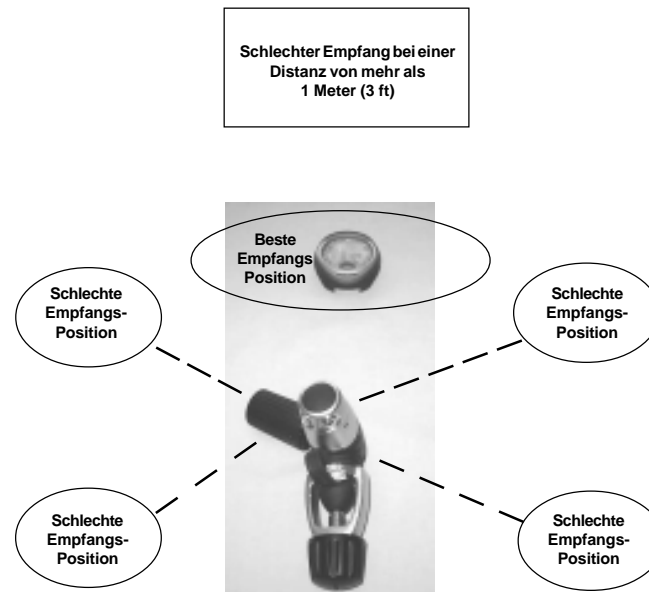 Schlechter Empfang bei einer
Distanz von mehr als
1 Meter (3 ft)
Beste
Empfangs
Position
Schlechte
Empfangs-
Position
Schlechte
Empfangs-
Position
Schlechte
Empfangs-
Position
Schlechte
Empfangs-
Position